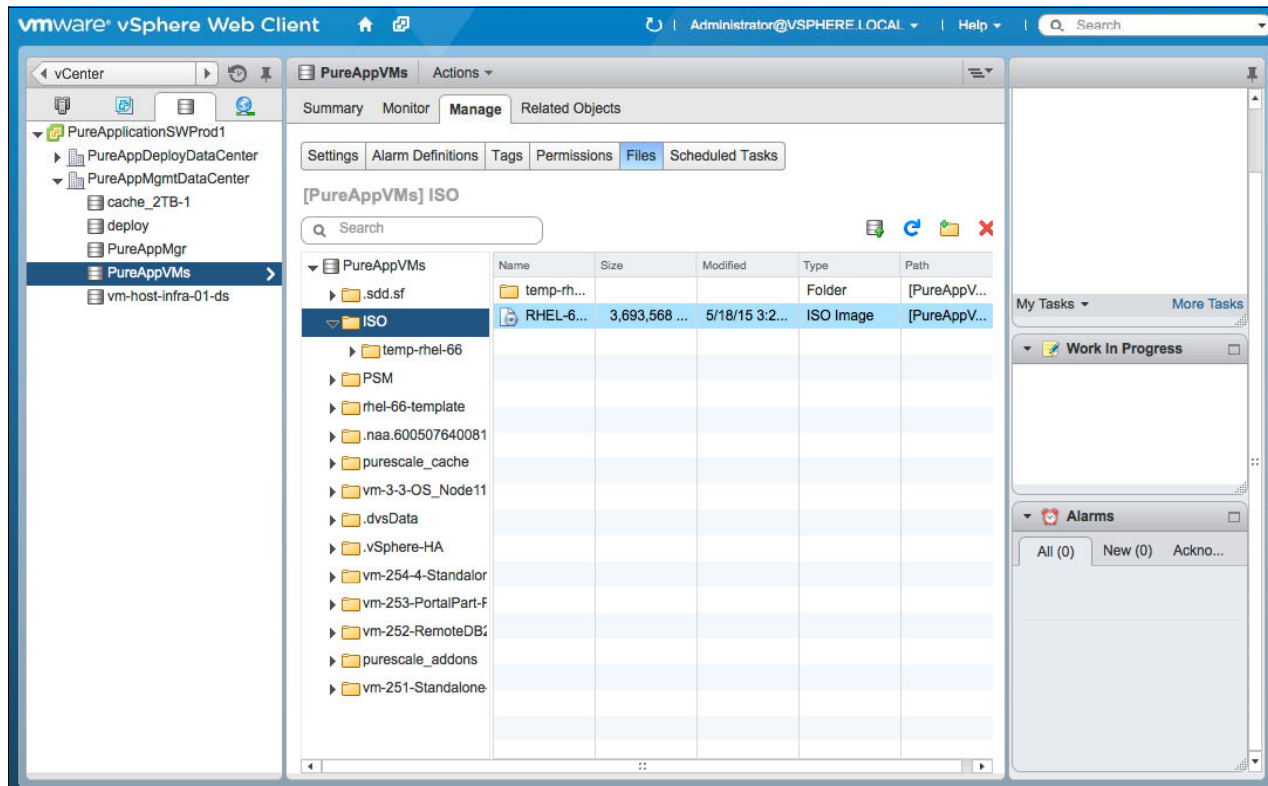 vmware® vSphere Web Client
Administrator@VSPHERE.LOCAL
Help
Search
vCenter
PureApplicationSWProd1
PureAppDeployDataCenter
PureAppMgmtDataCenter
cache_2TB-1
deploy
PureAppMgr
PureAppVMs
vm-host-infra-01-ds
PureAppVMs Actions
Summary Monitor Manage Related Objects
Settings Alarm Definitions Tags Permissions Files Scheduled Tasks
[PureAppVMs] ISO
Search
PureAppVMs
.sdd.sf
ISO
temp-rhel-66
PSM
rhel-66-template
.naa.600507640081
purescale_cache
vm-3-3-OS_Node11
.dvsData
.vSphere-HA
vm-254-4-Standalor
vm-253-PortalPart-F
vm-252-RemoteDB2
purescale_addons
vm-251-Standalone-
Name Size Modified Type Path
temp-rh... Folder [PureAppV...
RHEL-6... 3,693,568 ... 5/18/15 3:2... ISO Image [PureAppV...
My Tasks More Tasks
Work In Progress
Alarms
All (0) New (0) Ackno...